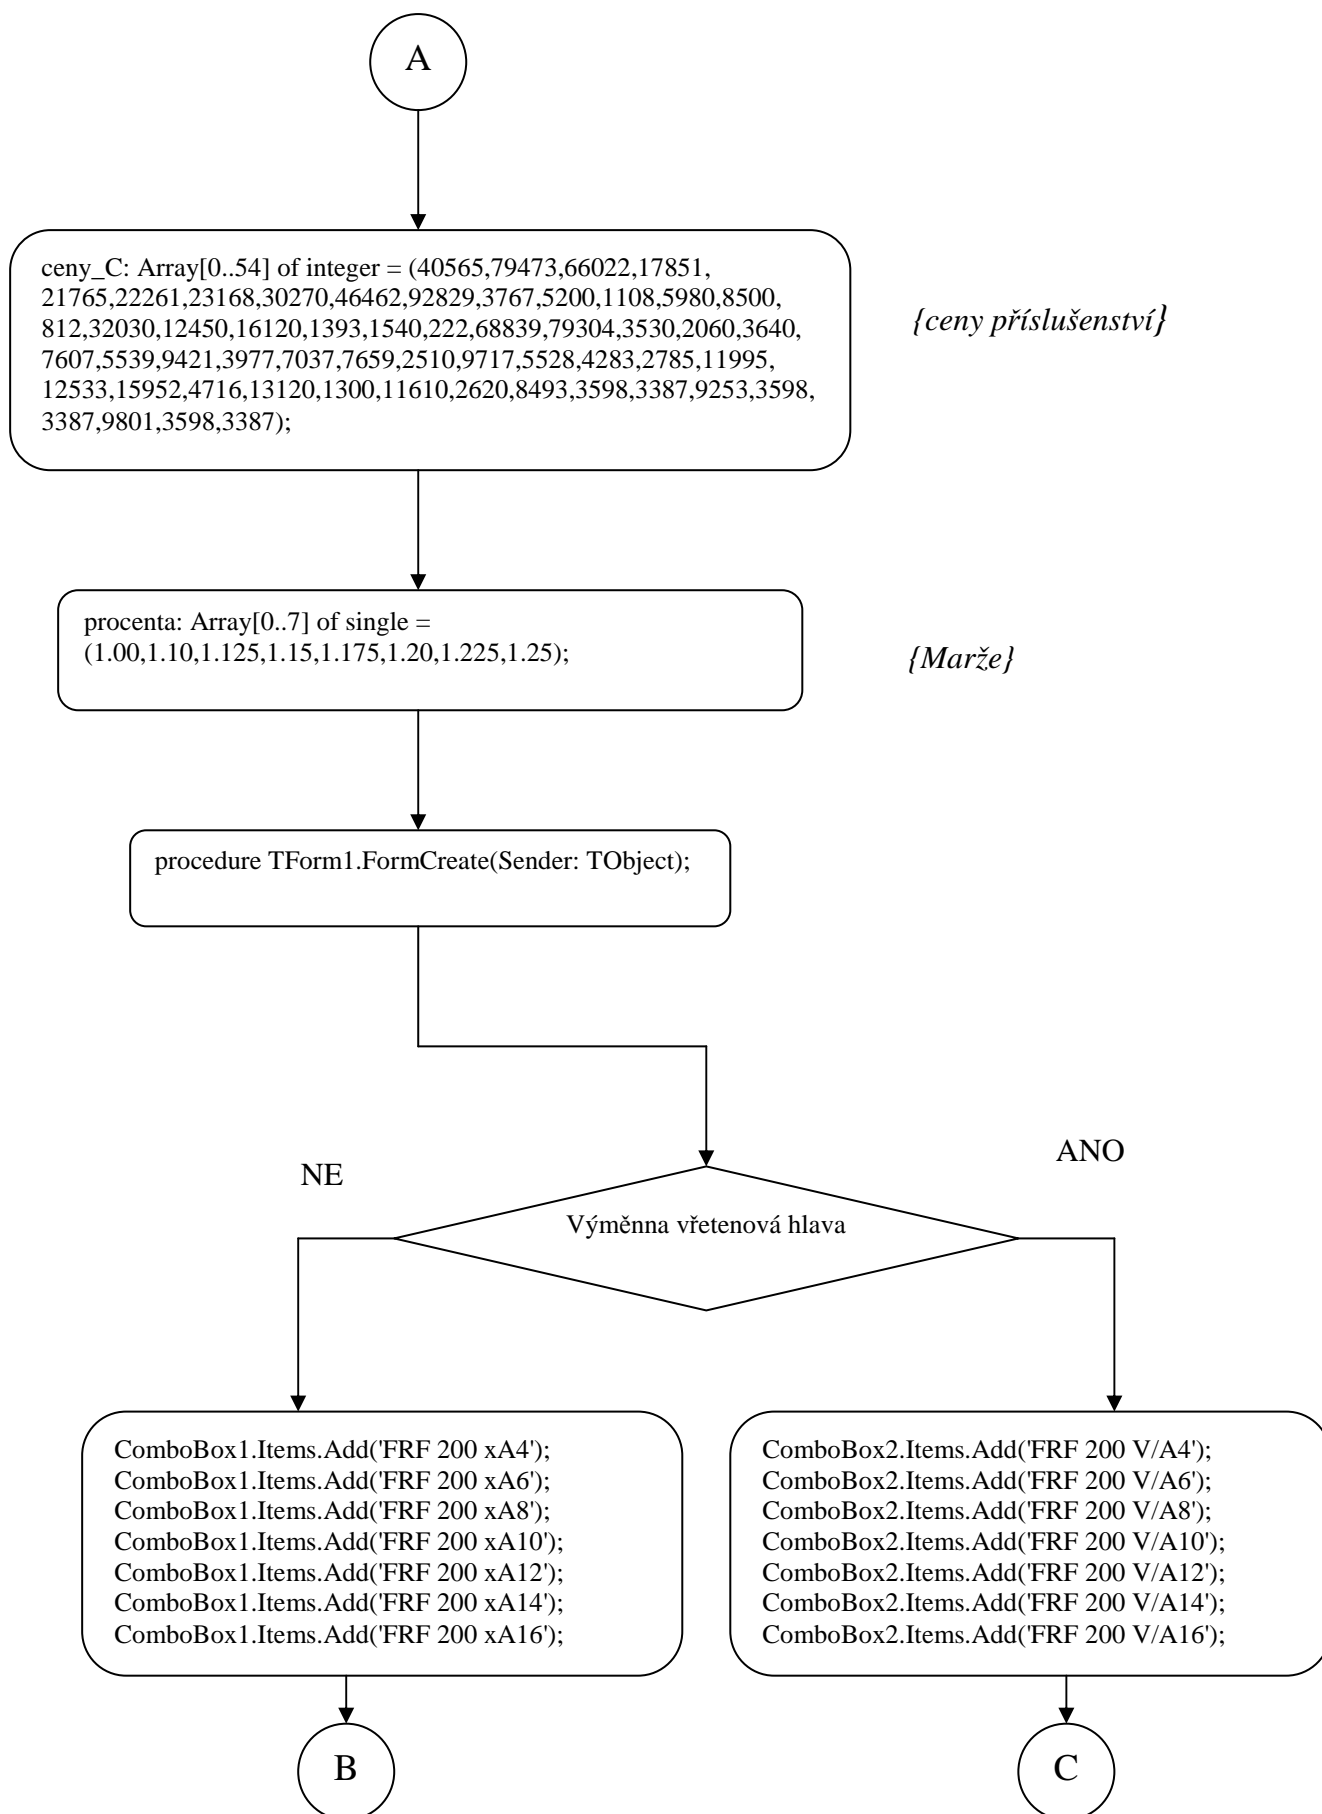 A
ceny_C: Array[0..54] of integer = (40565,79473,66022,17851,
21765,22261,23168,30270,46462,92829,3767,5200,1108,5980,8500,
812,32030,12450,16120,1393,1540,222,68839,79304,3530,2060,3640,
7607,5539,9421,3977,7037,7659,2510,9717,5528,4283,2785,11995,
12533,15952,4716,13120,1300,11610,2620,8493,3598,3387,9253,3598,
3387,9801,3598,3387);
{ceny příslušenství}
procenta: Array[0..7] of single =
(1.00,1.10,1.125,1.15,1.175,1.20,1.225,1.25);
{Marže}
procedure TForm1.FormCreate(Sender: TObject);
NE
ANO
Výměnna vřetenová hlava
ComboBox1.Items.Add('FRF 200 xA4');
ComboBox1.Items.Add('FRF 200 xA6');
ComboBox1.Items.Add('FRF 200 xA8');
ComboBox1.Items.Add('FRF 200 xA10');
ComboBox1.Items.Add('FRF 200 xA12');
ComboBox1.Items.Add('FRF 200 xA14');
ComboBox1.Items.Add('FRF 200 xA16');
ComboBox2.Items.Add('FRF 200 V/A4');
ComboBox2.Items.Add('FRF 200 V/A6');
ComboBox2.Items.Add('FRF 200 V/A8');
ComboBox2.Items.Add('FRF 200 V/A10');
ComboBox2.Items.Add('FRF 200 V/A12');
ComboBox2.Items.Add('FRF 200 V/A14');
ComboBox2.Items.Add('FRF 200 V/A16');
B
C